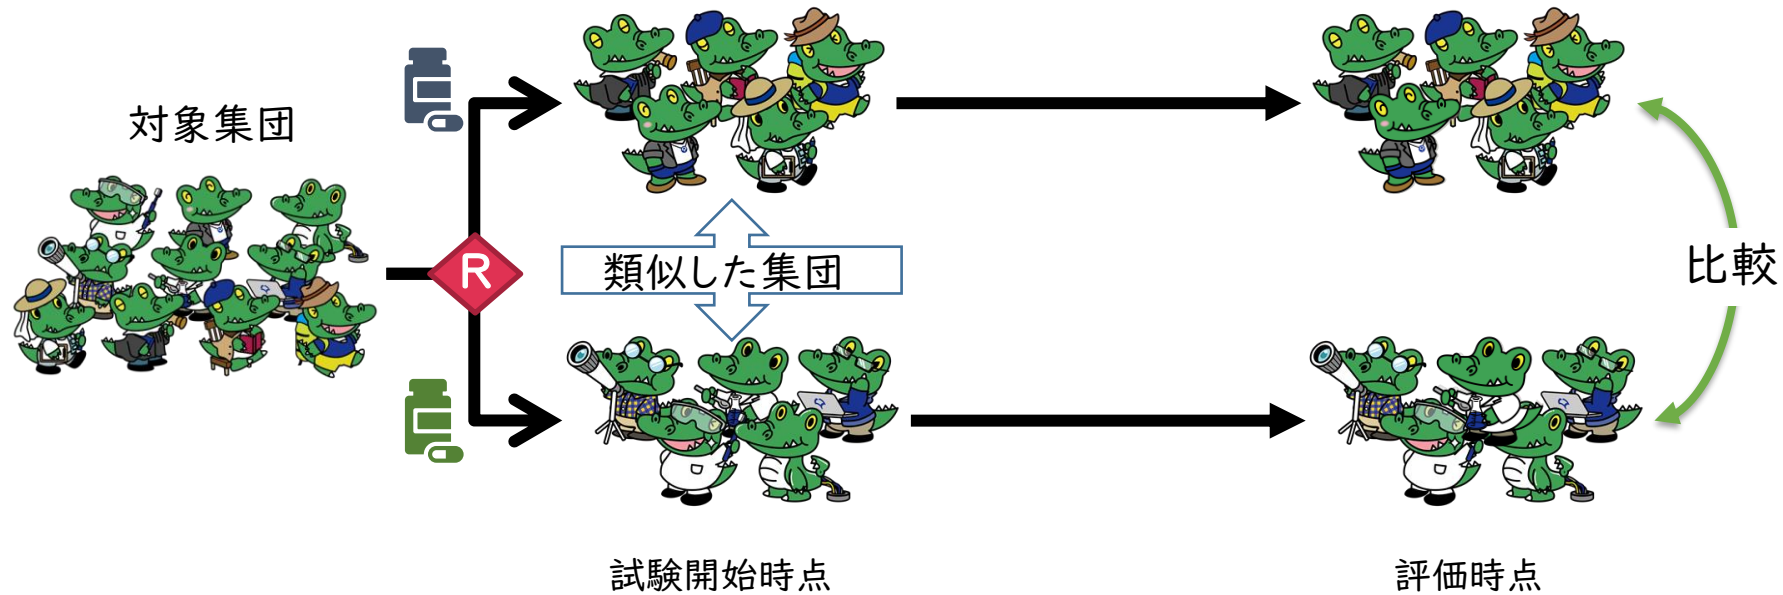 対象集団
R
類似した集団
比較
試験開始時点
評価時点